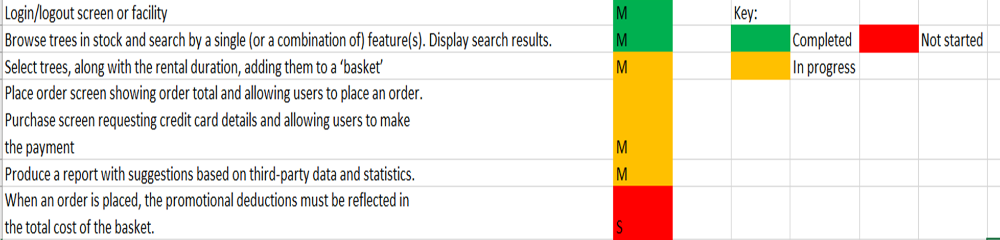 Login/logout screen or facility M Key:
Browse trees in stock and search by a single (or a combination of) feature(s). Display search results. M Completed Not started
Select trees, along with the rental duration, adding them to a ‘basket’ M In progress
Place order screen showing order total and allowing users to place an order.
Purchase screen requesting credit card details and allowing users to make
the payment M
Produce a report with suggestions based on third-party data and statistics. M
When an order is placed, the promotional deductions must be reflected in
the total cost of the basket. S